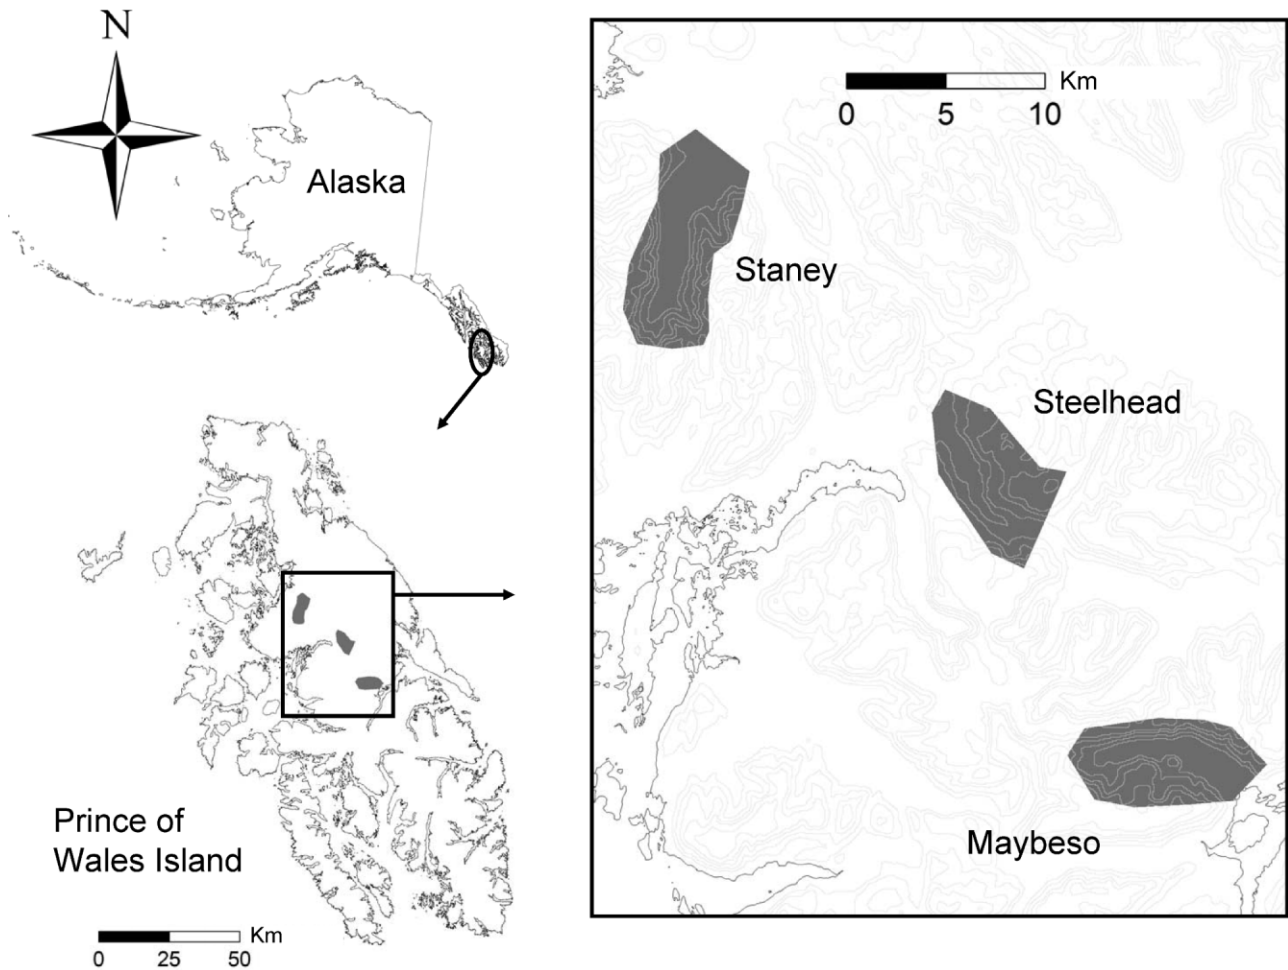 N
Alaska
Prince of
Wales Island
Km
0 25 50
Km
0 5 10
Staney
Steelhead
Maybeso